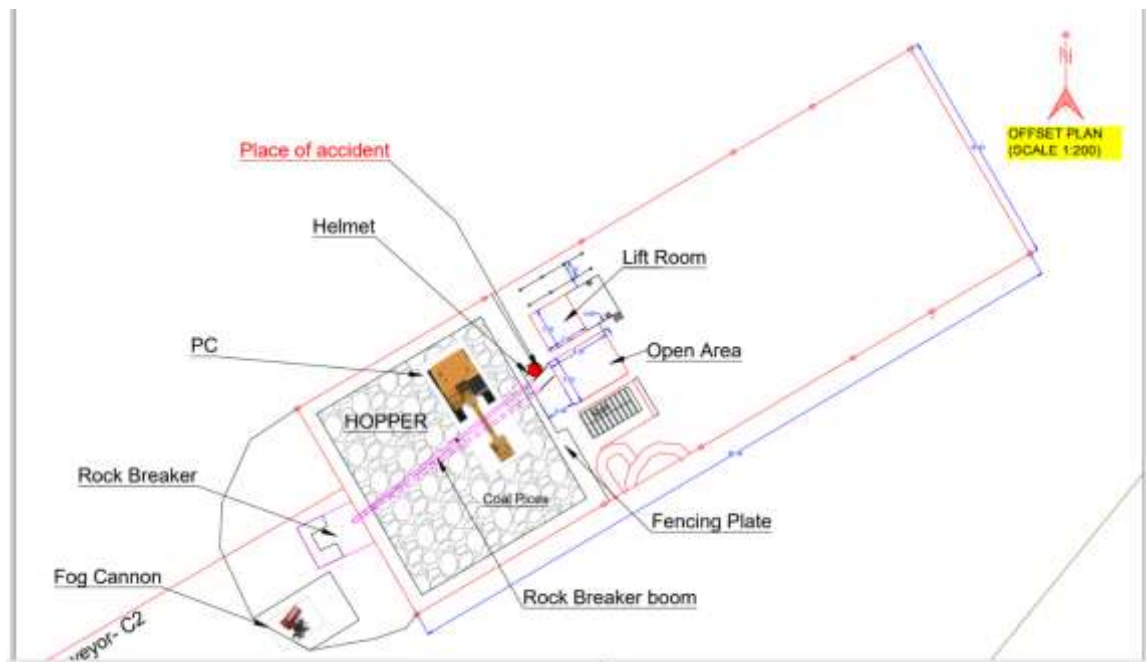 N
OFFSET PLAN
(SCALE 1:200)
Place of accident
Helmet
Lift Room
PC
Open Area
HOPPER
Rock Breaker
Coal Pices
Fencing Plate
Fog Cannon
Rock Breaker boom
veyor- C2